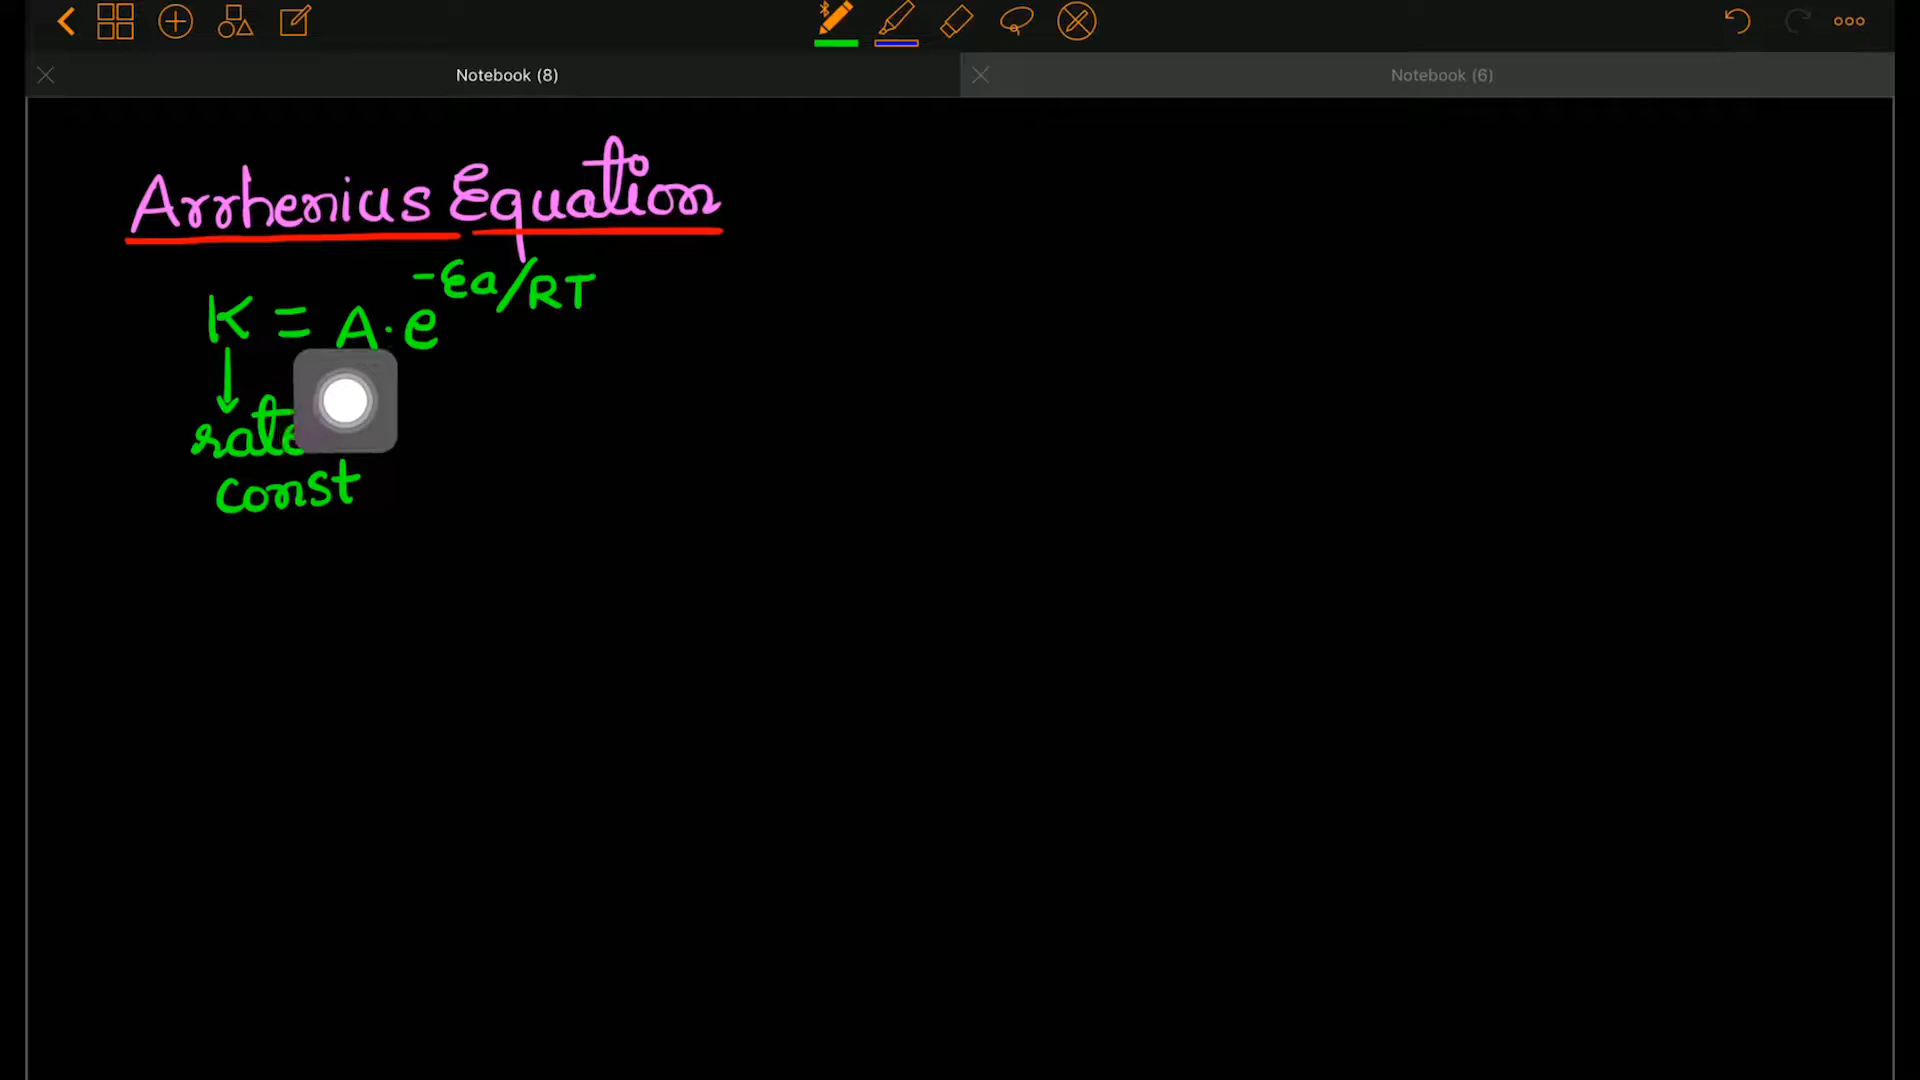 Notebook (8)
Notebook (6)
Arrhenius Equation
K = A · e^-Ea/RT
rate
const